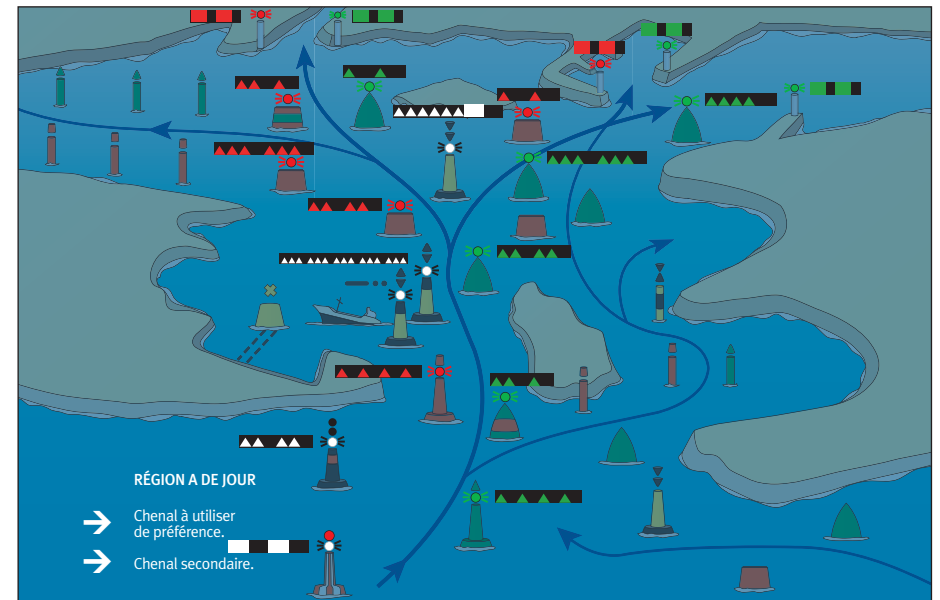 RÉGION A DE JOUR
Chenal à utiliser
de préférence.
Chenal secondaire.